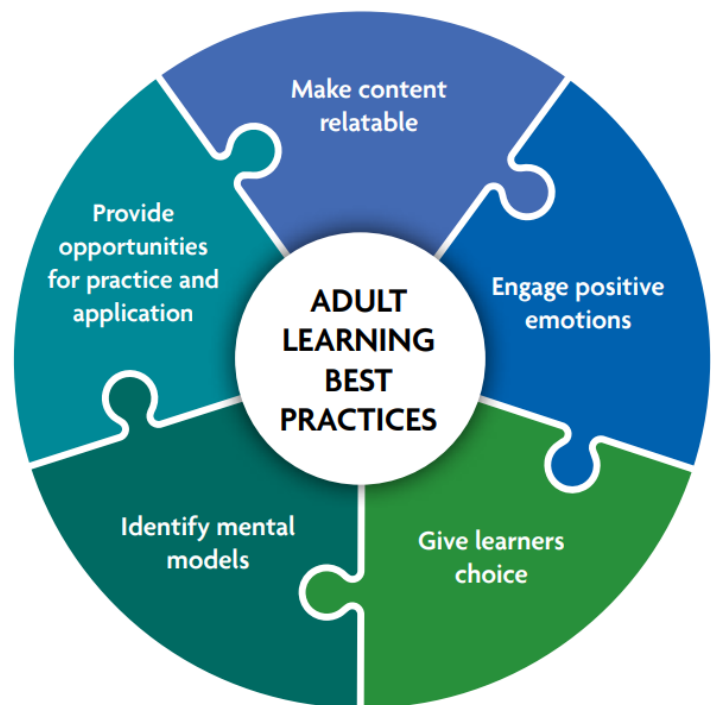 Make content
relatable
Engage positive
emotions
Give learners
choice
Identify mental
models
Provide
opportunities
for practice and
application
ADULT
LEARNING
BEST
PRACTICES